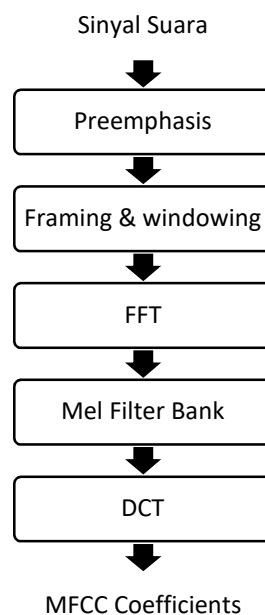 Sinyal Suara
Preemphasis
Framing & windowing
FFT
Mel Filter Bank
DCT
MFCC Coefficients